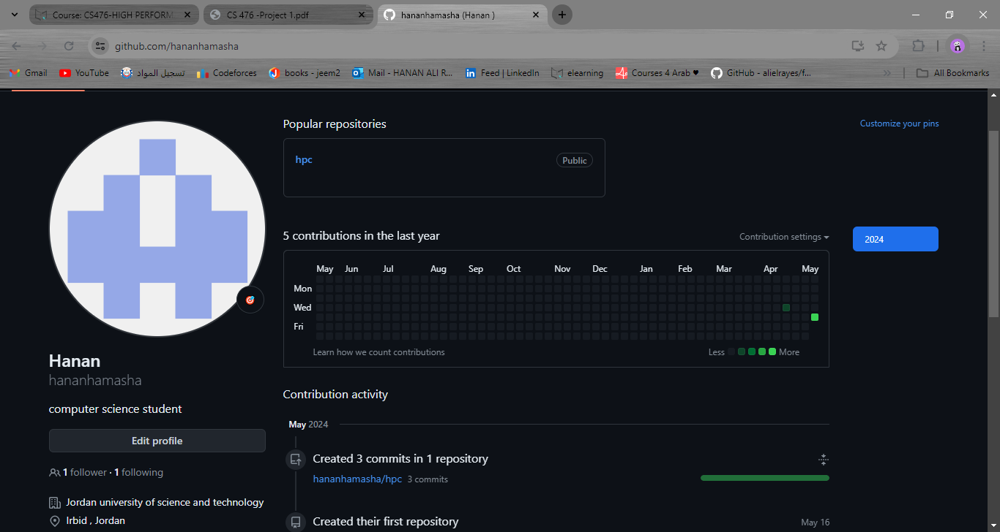 Course: CS476-HIGH PERFORM
CS 476 -Project 1.pdf
hananhamasha (Hanan )
github.com/hananhamasha
Gmail
YouTube
تسجيل المواد
Codeforces
books - jeem2
Mail - HANAN ALI R...
Feed | LinkedIn
elearning
Courses 4 Arab ♥
GitHub - alielrayes/f...
All Bookmarks
Popular repositories
Customize your pins
hpc
Public
5 contributions in the last year
Contribution settings
2024
May Jun Jul Aug Sep Oct Nov Dec Jan Feb Mar Apr May
Mon
Wed
Fri
Learn how we count contributions
Less
More
Hanan
hananhamasha
computer science student
Edit profile
1 follower · 1 following
Jordan university of science and technology
Irbid , Jordan
Contribution activity
May 2024
Created 3 commits in 1 repository
hananhamasha/hpc 3 commits
Created their first repository
May 16